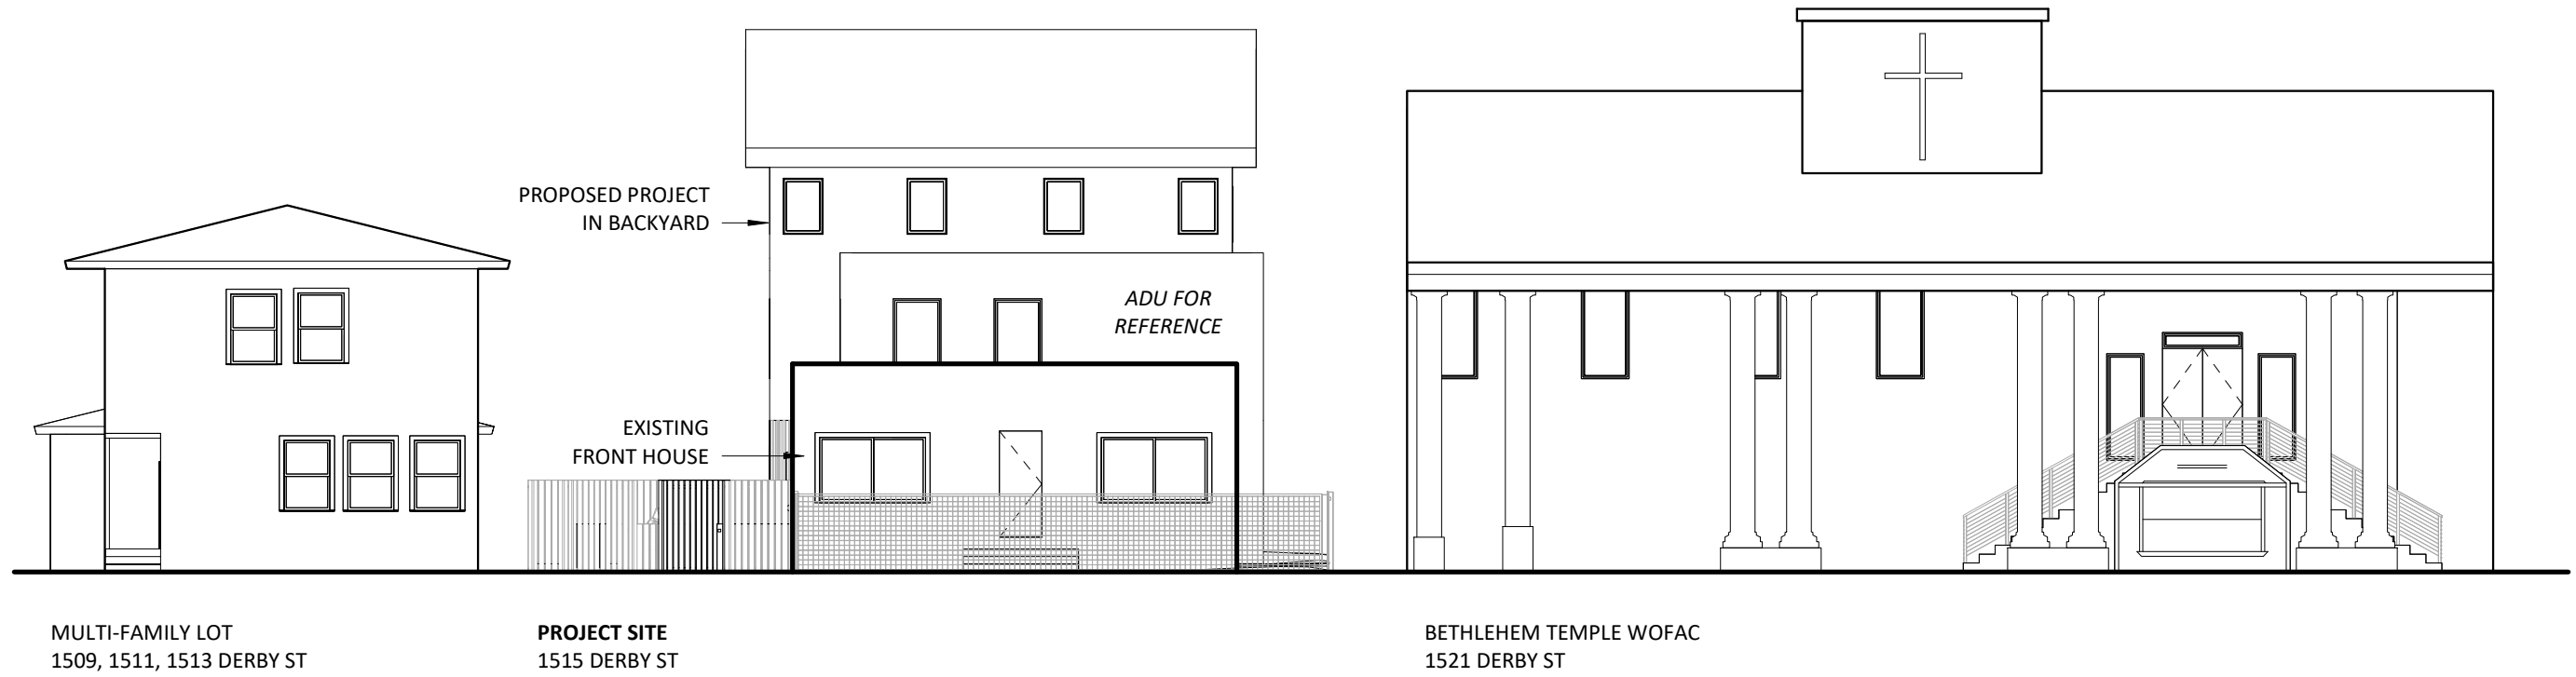 PROPOSED PROJECT
IN BACKYARD
ADU FOR
REFERENCE
EXISTING
FRONT HOUSE
MULTI-FAMILY LOT
1509, 1511, 1513 DERBY ST
PROJECT SITE
1515 DERBY ST
BETHLEHEM TEMPLE WOFAC
1521 DERBY ST